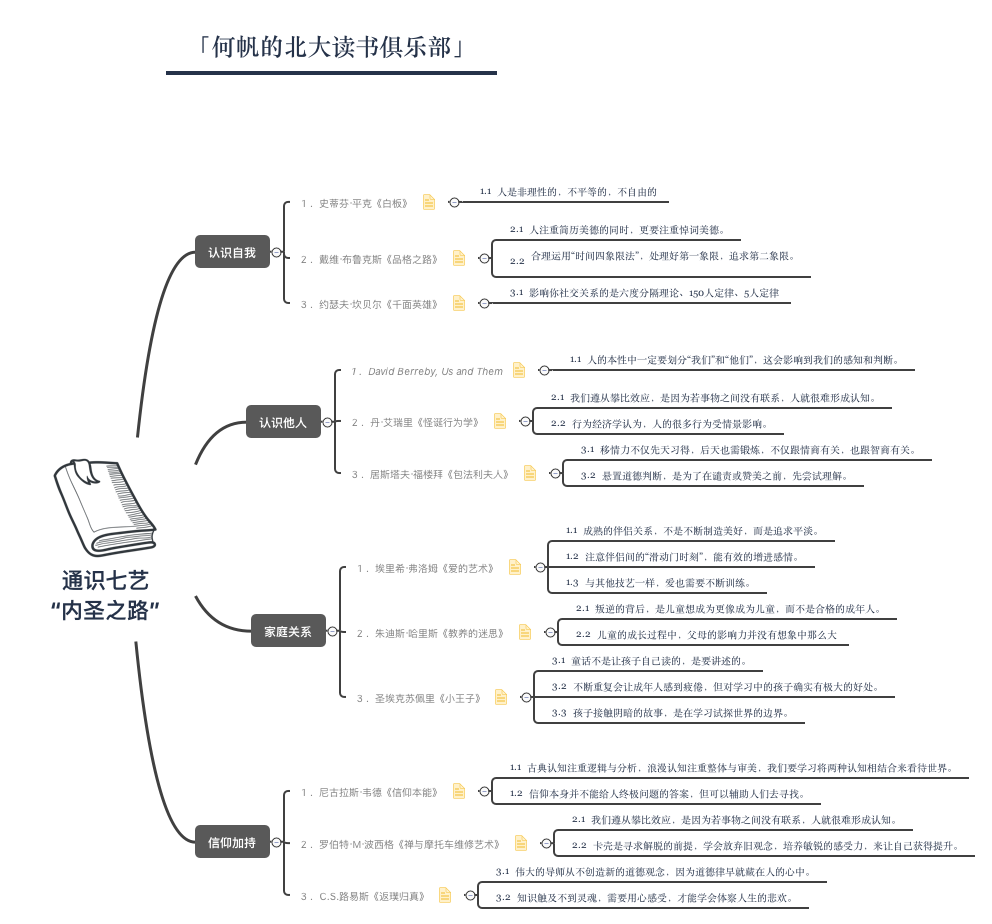 「何帆的北大读书俱乐部」
通识七艺
“内圣之路”
认识自我
1 . 史蒂芬·平克《白板》
1.1 人是非理性的，不平等的，不自由的
2 . 戴维·布鲁克斯《品格之路》
2.1 人注重简历美德的同时，更要注重悼词美德。
2.2 合理运用“时间四象限法”，处理好第一象限，追求第二象限。
3 . 约瑟夫·坎贝尔《千面英雄》
3.1 影响你社交关系的是六度分隔理论、150人定律、5人定律
认识他人
1 . David Berreby, Us and Them
1.1 人的本性中一定要划分“我们”和“他们”，这会影响到我们的感知和判断。
2 . 丹·艾瑞里《怪诞行为学》
2.1 我们遵从攀比效应，是因为若事物之间没有联系，人就很难形成认知。
2.2 行为经济学认为，人的很多行为受情景影响。
3 . 居斯塔夫·福楼拜《包法利夫人》
3.1 移情力不仅先天习得，后天也需锻炼，不仅跟情商有关，也跟智商有关。
3.2 悬置道德判断，是为了在谴责或赞美之前，先尝试理解。
家庭关系
1 . 埃里希·弗洛姆《爱的艺术》
1.1 成熟的伴侣关系，不是不断制造美好，而是追求平淡。
1.2 注意伴侣间的“滑动门时刻”，能有效的增进感情。
1.3 与其他技艺一样，爱也需要不断训练。
2 . 朱迪斯·哈里斯《教养的迷思》
2.1 叛逆的背后，是儿童想成为更像成为儿童，而不是合格的成年人。
2.2 儿童的成长过程中，父母的影响力并没有想象中那么大
3 . 圣埃克苏佩里《小王子》
3.1 童话不是让孩子自己读的，是要讲述的。
3.2 不断重复会让成年人感到疲倦，但对学习中的孩子确实有极大的好处。
3.3 孩子接触阴暗的故事，是在学习试探世界的边界。
信仰加持
1 . 尼古拉斯·韦德《信仰本能》
1.1 古典认知注重逻辑与分析，浪漫认知注重整体与审美，我们要学习将两种认知相结合来看待世界。
1.2 信仰本身并不能给人终极问题的答案，但可以辅助人们去寻找。
2 . 罗伯特·M·波西格《禅与摩托车维修艺术》
2.1 我们遵从攀比效应，是因为若事物之间没有联系，人就很难形成认知。
2.2 卡壳是寻求解脱的前提，学会放弃旧观念，培养敏锐的感受力，来让自己获得提升。
3 . C.S.路易斯《返璞归真》
3.1 伟大的导师从不创造新的道德观念，因为道德律早就藏在人的心中。
3.2 知识触及不到灵魂，需要用心感受，才能学会体察人生的悲欢。